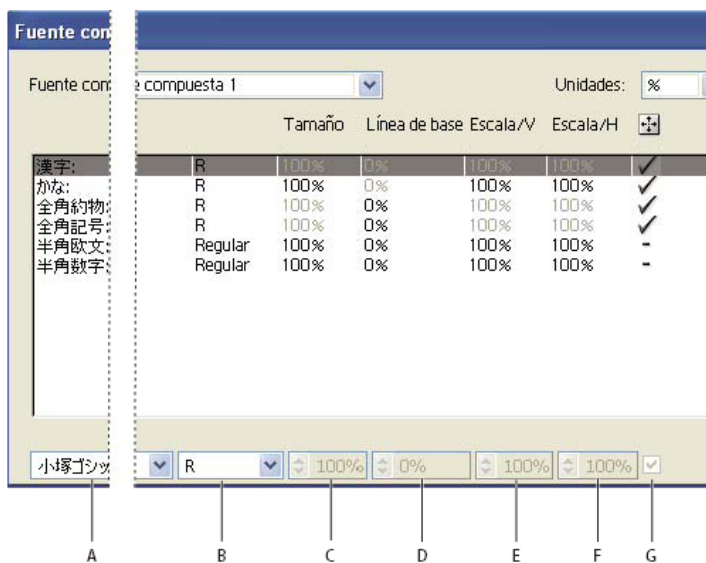 Fuente com
Fuente com e compuesta 1 Unidades: %
Tamaño Línea de base Escala/V Escala/H
漢字: R 100% 0% 100% 100%
かな: R 100% 0% 100% 100%
全角約物: R 100% 0% 100% 100%
全角記号: R 100% 0% 100% 100%
半角欧文: Regular 100% 0% 100% 100% -
半角数字: Regular 100% 0% 100% 100% -
小塚ゴシッ R 100% 0% 100% 100%
A B C D E F G